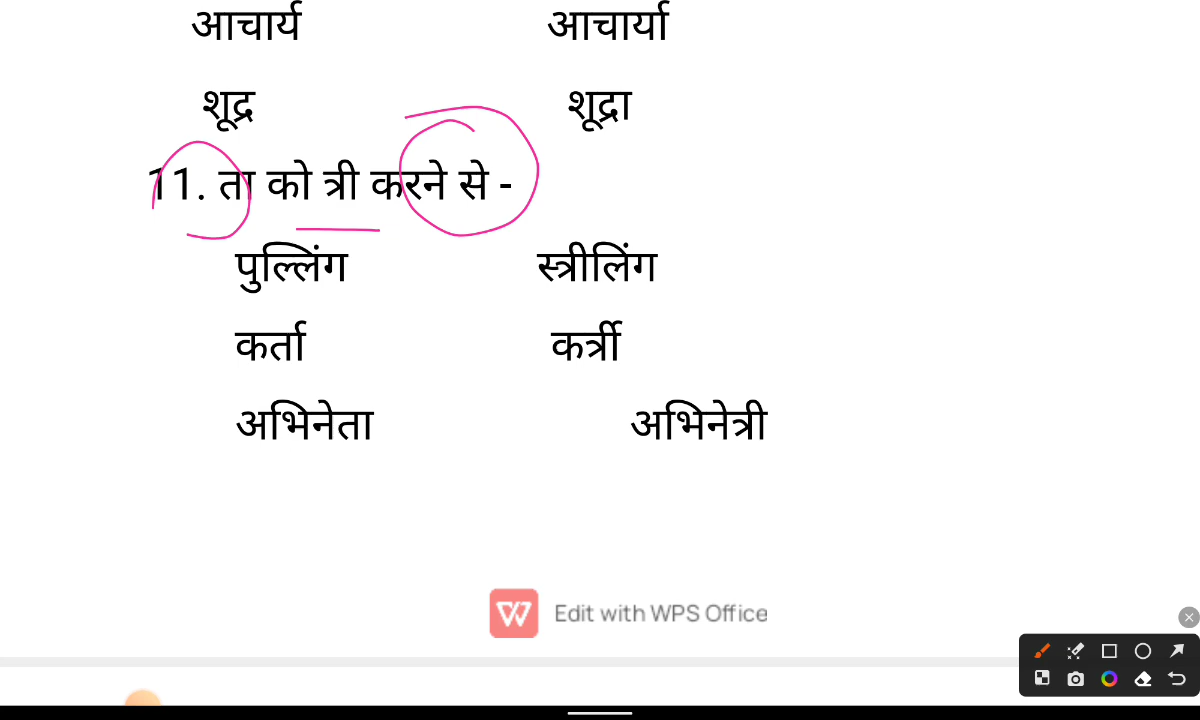 आचार्य आचार्या
शूद्र शूद्रा
11. ता को त्री करने से -
पुल्लिंग स्त्रीलिंग
कर्ता कर्त्री
अभिनेता अभिनेत्री
Edit with WPS Office